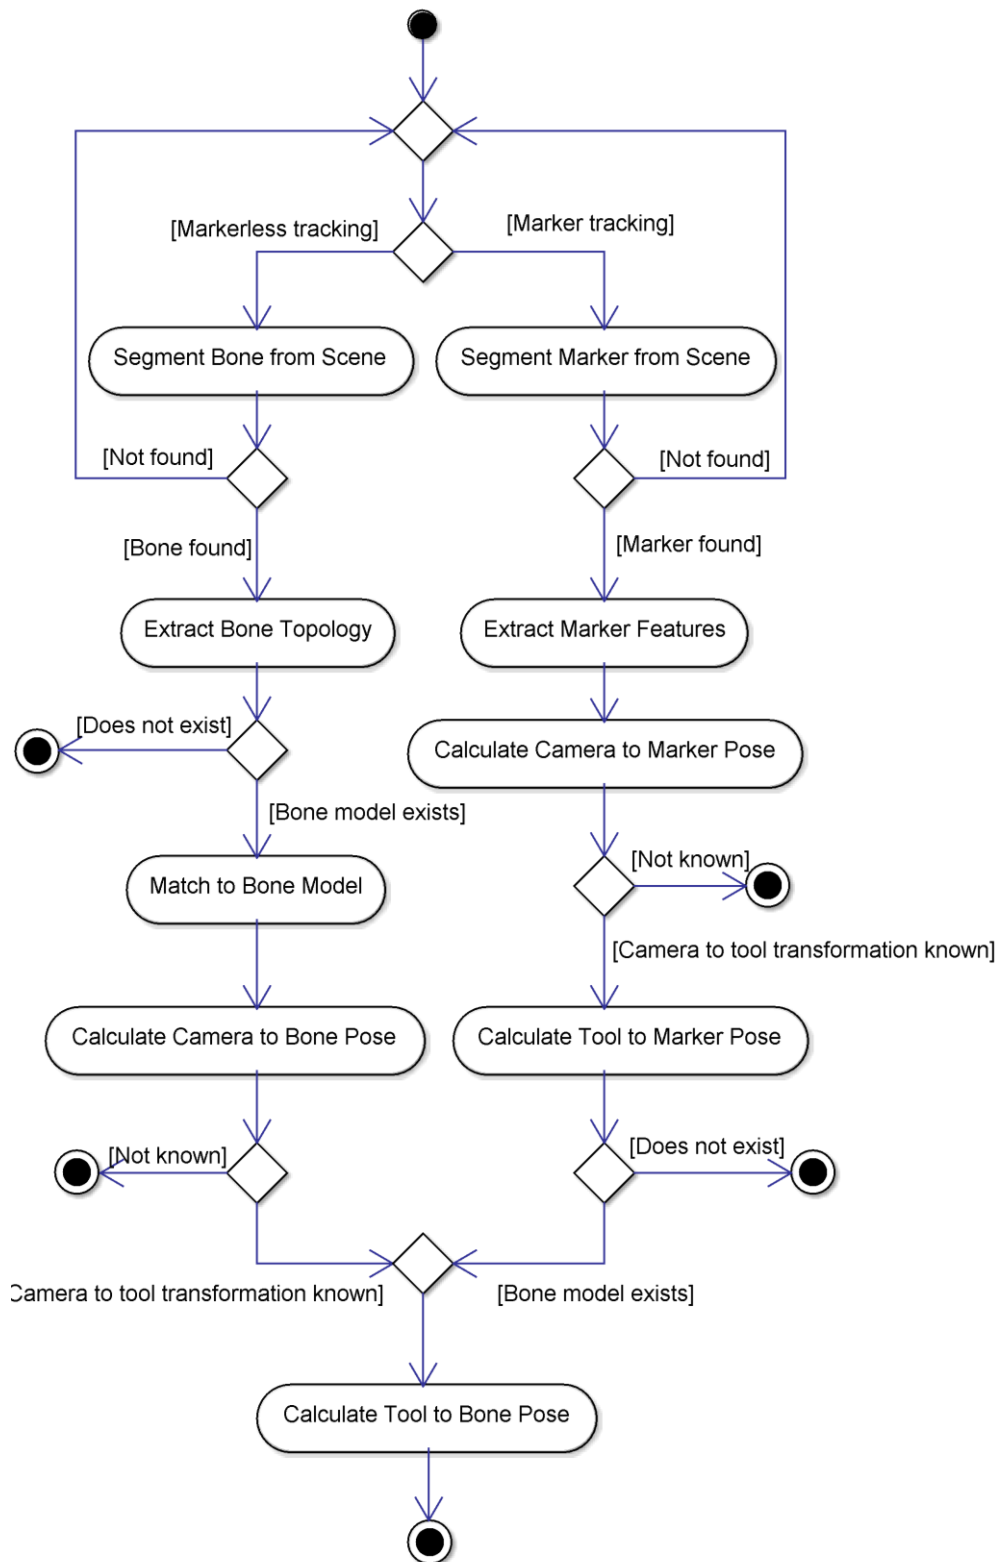 [Markerless tracking]
[Marker tracking]
Segment Bone from Scene
Segment Marker from Scene
[Not found]
[Not found]
[Bone found]
[Marker found]
Extract Bone Topology
Extract Marker Features
[Does not exist]
Calculate Camera to Marker Pose
[Bone model exists]
[Not known]
Match to Bone Model
[Camera to tool transformation known]
Calculate Camera to Bone Pose
Calculate Tool to Marker Pose
[Not known]
[Does not exist]
Camera to tool transformation known]
[Bone model exists]
Calculate Tool to Bone Pose